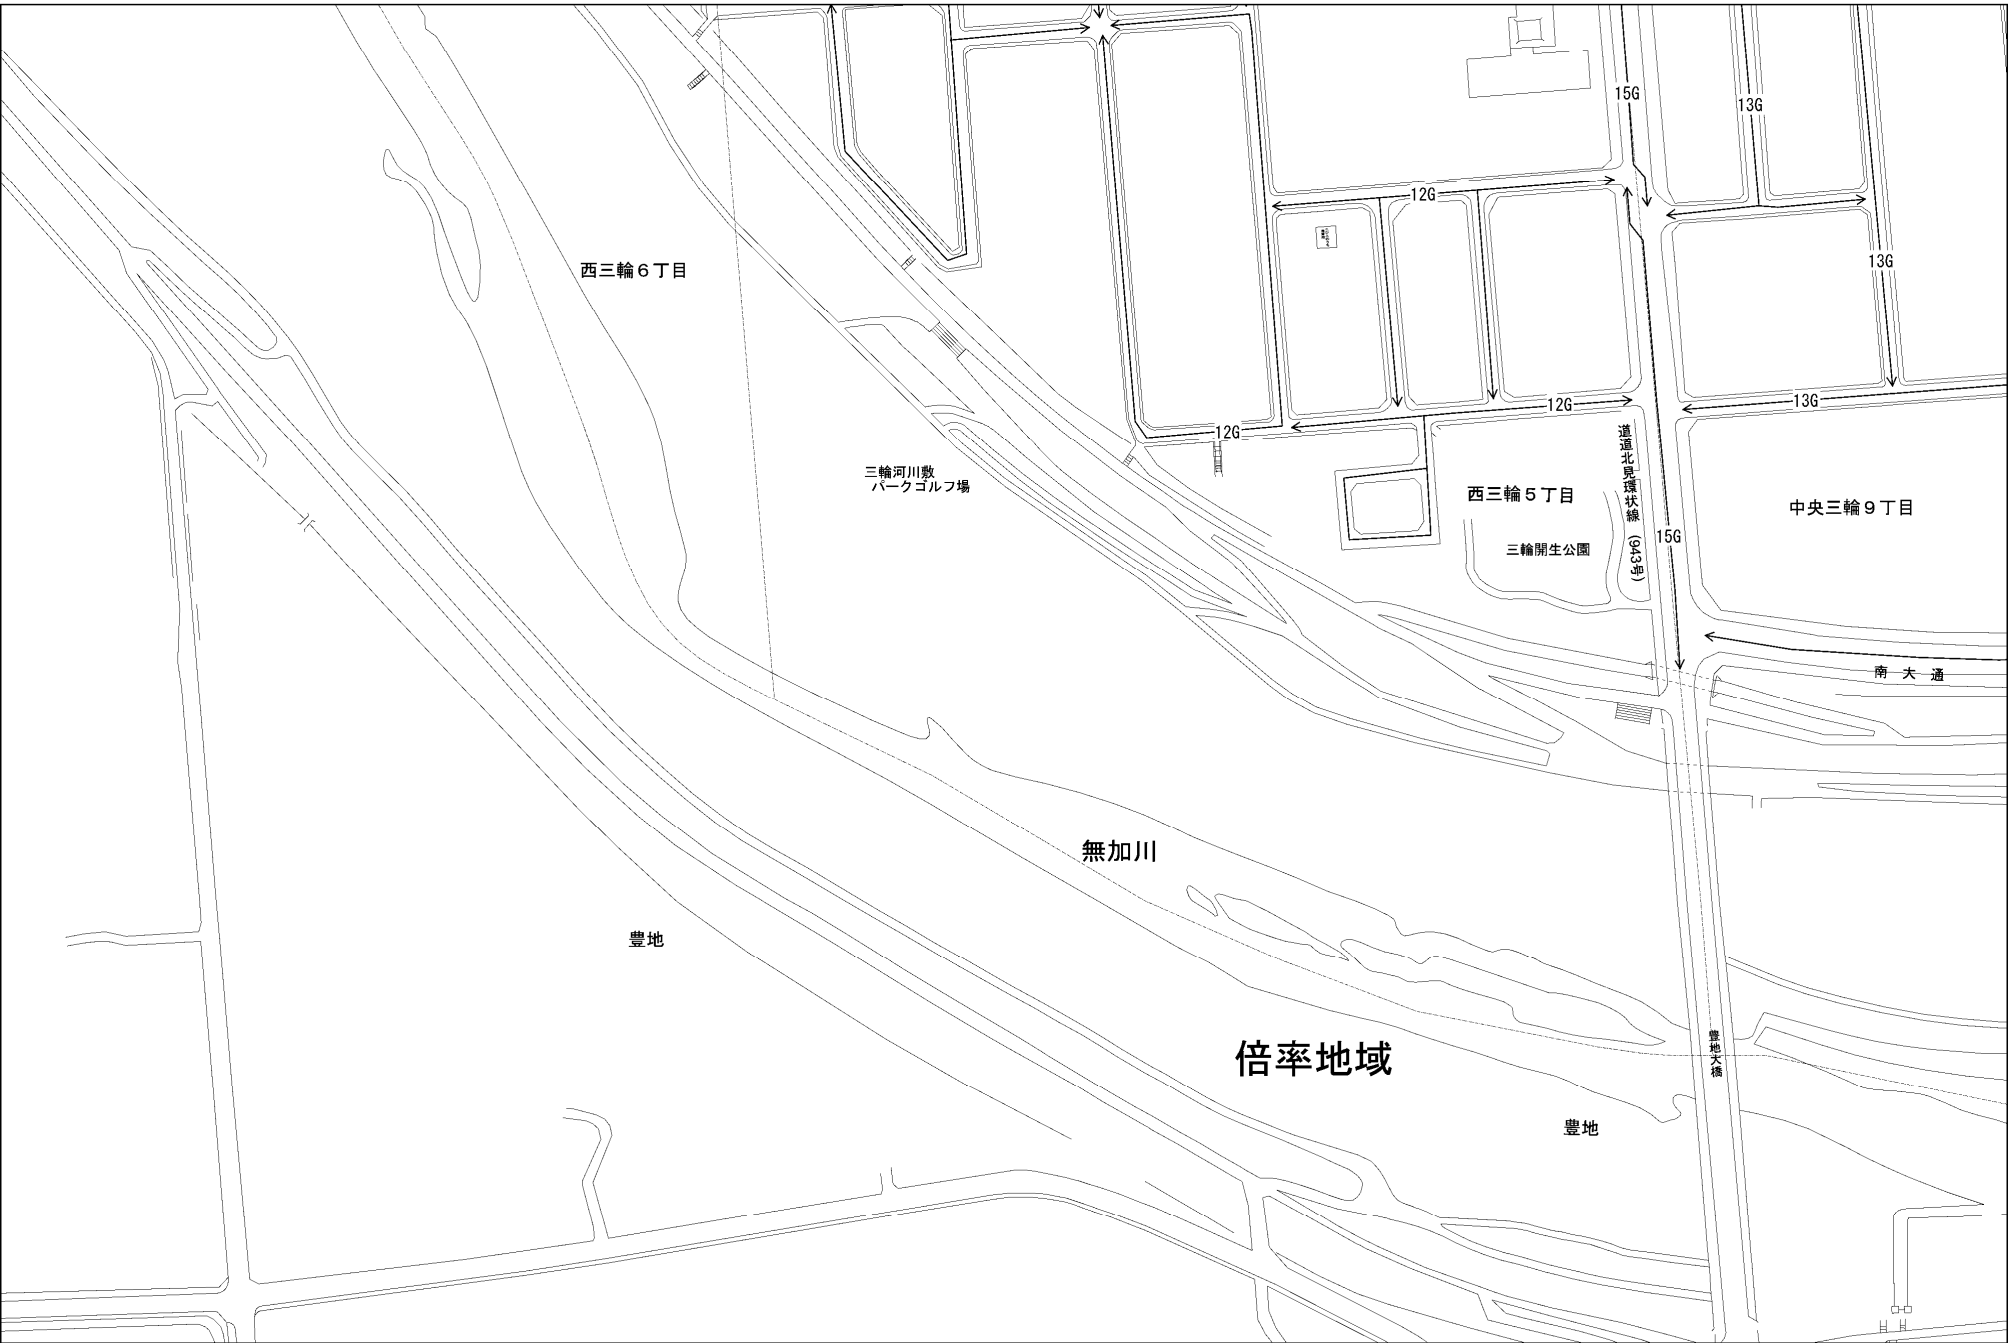 15G
13G
12G
13G
西三輪６丁目
12G
13G
12G
道道北見環状線　(943号)
三輪河川敷
パークゴルフ場
西三輪５丁目
中央三輪９丁目
15G
三輪開生公園
南大通
無加川
豊地
倍率地域
豊地大橋
豊地